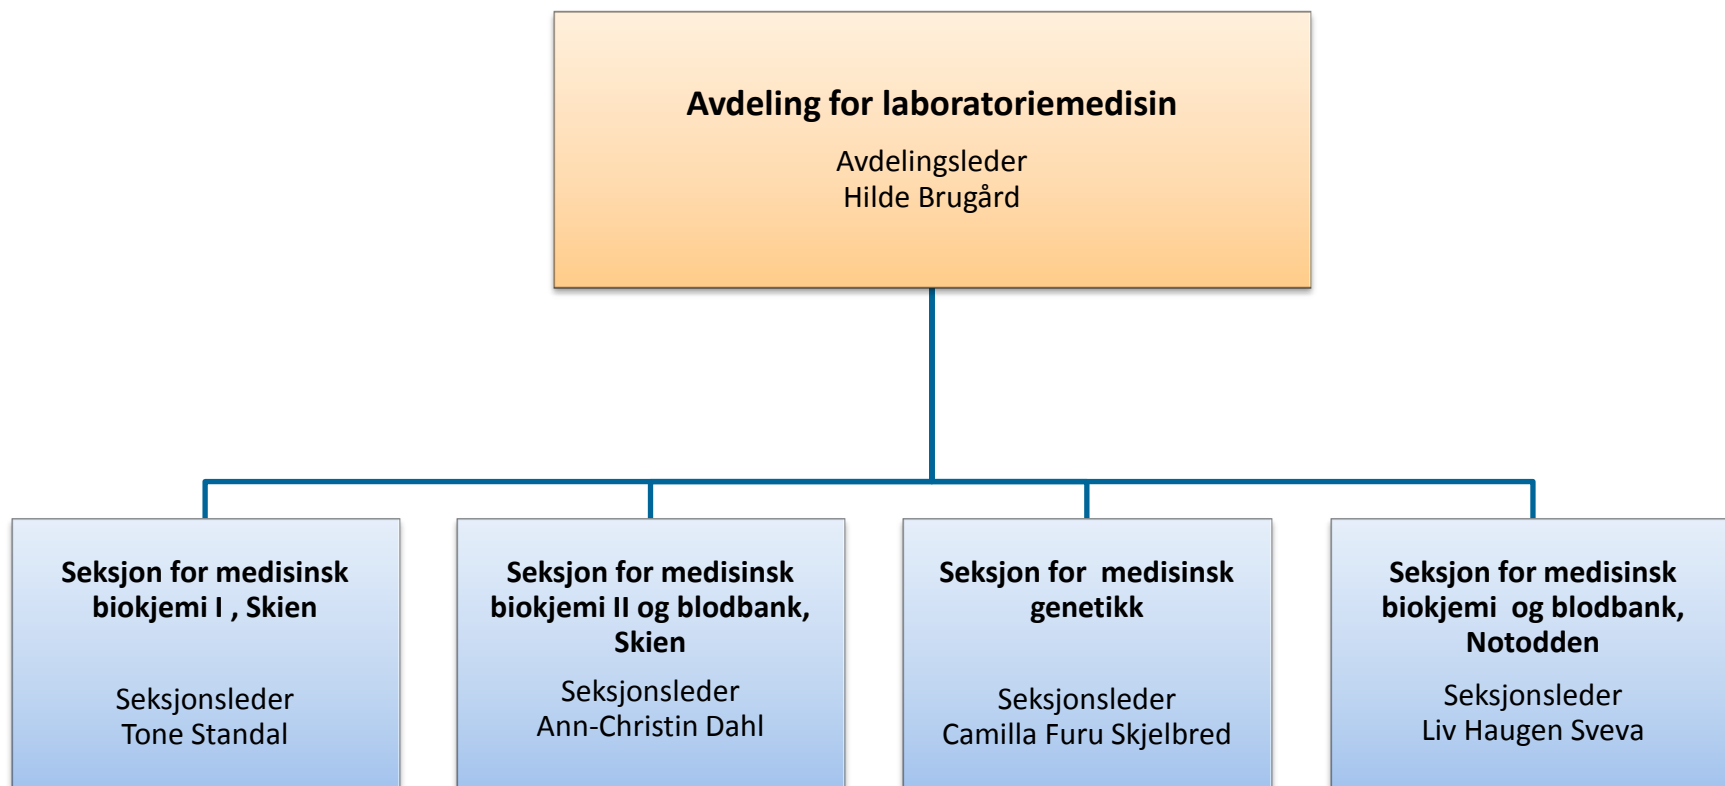 Avdeling for laboratoriemedisin
Avdelingsleder
Hilde Brugård
Seksjon for medisinsk
biokjemi I , Skien
Seksjonsleder
Tone Standal
Seksjon for medisinsk
biokjemi II og blodbank,
Skien
Seksjonsleder
Ann-Christin Dahl
Seksjon for  medisinsk
genetikk
Seksjonsleder
Camilla Furu Skjelbred
Seksjon for medisinsk
biokjemi  og blodbank,
Notodden
Seksjonsleder
Liv Haugen Sveva